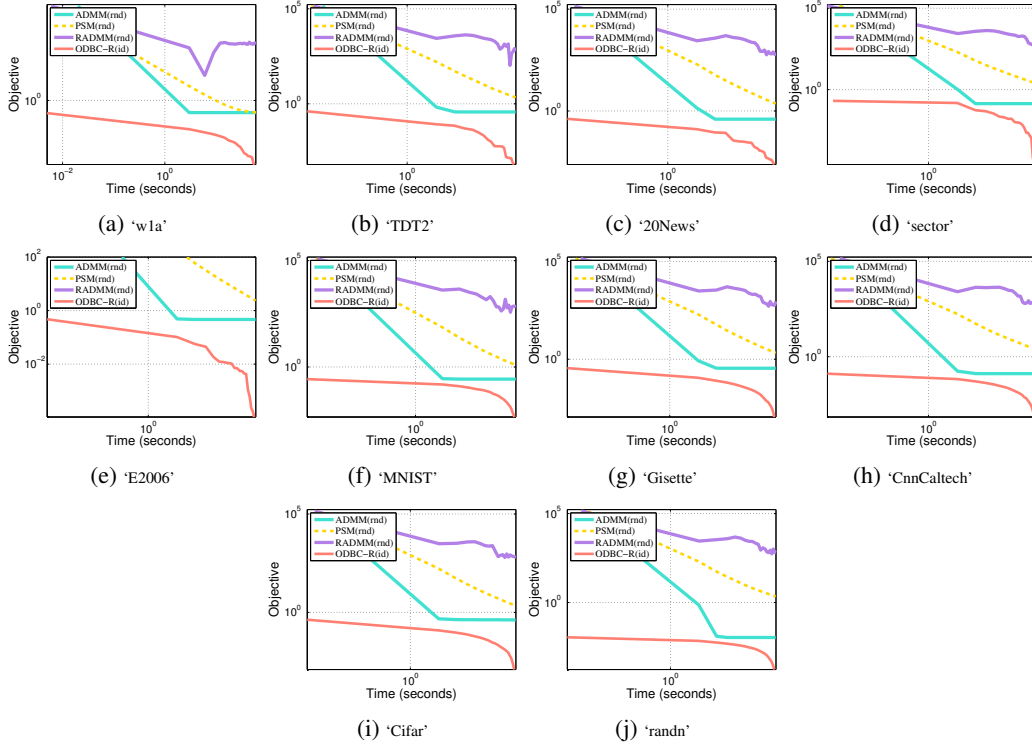 ADMM(rnd)
PSM(rnd)
RADMM(rnd)
ODBC−R(id)
Objective
10^0
10^−2
10^0
Time (seconds)
(a) ‘w1a’
10^5
ADMM(rnd)
PSM(rnd)
RADMM(rnd)
ODBC−R(id)
Objective
10^0
10^0
Time (seconds)
(b) ‘TDT2’
10^5
ADMM(rnd)
PSM(rnd)
RADMM(rnd)
ODBC−R(id)
Objective
10^0
10^0
Time (seconds)
(c) ‘20News’
10^5
ADMM(rnd)
PSM(rnd)
RADMM(rnd)
ODBC−R(id)
Objective
10^0
10^0
Time (seconds)
(d) ‘sector’
10^2
ADMM(rnd)
PSM(rnd)
RADMM(rnd)
ODBC−R(id)
Objective
10^0
10^−2
10^0
Time (seconds)
(e) ‘E2006’
10^5
ADMM(rnd)
PSM(rnd)
RADMM(rnd)
ODBC−R(id)
Objective
10^0
10^0
Time (seconds)
(f) ‘MNIST’
10^5
ADMM(rnd)
PSM(rnd)
RADMM(rnd)
ODBC−R(id)
Objective
10^0
10^0
Time (seconds)
(g) ‘Gisette’
10^5
ADMM(rnd)
PSM(rnd)
RADMM(rnd)
ODBC−R(id)
Objective
10^0
10^0
Time (seconds)
(h) ‘CnnCaltech’
10^5
ADMM(rnd)
PSM(rnd)
RADMM(rnd)
ODBC−R(id)
Objective
10^0
10^0
Time (seconds)
(i) ‘Cifar’
10^5
ADMM(rnd)
PSM(rnd)
RADMM(rnd)
ODBC−R(id)
Objective
10^0
10^0
Time (seconds)
(j) ‘randn’